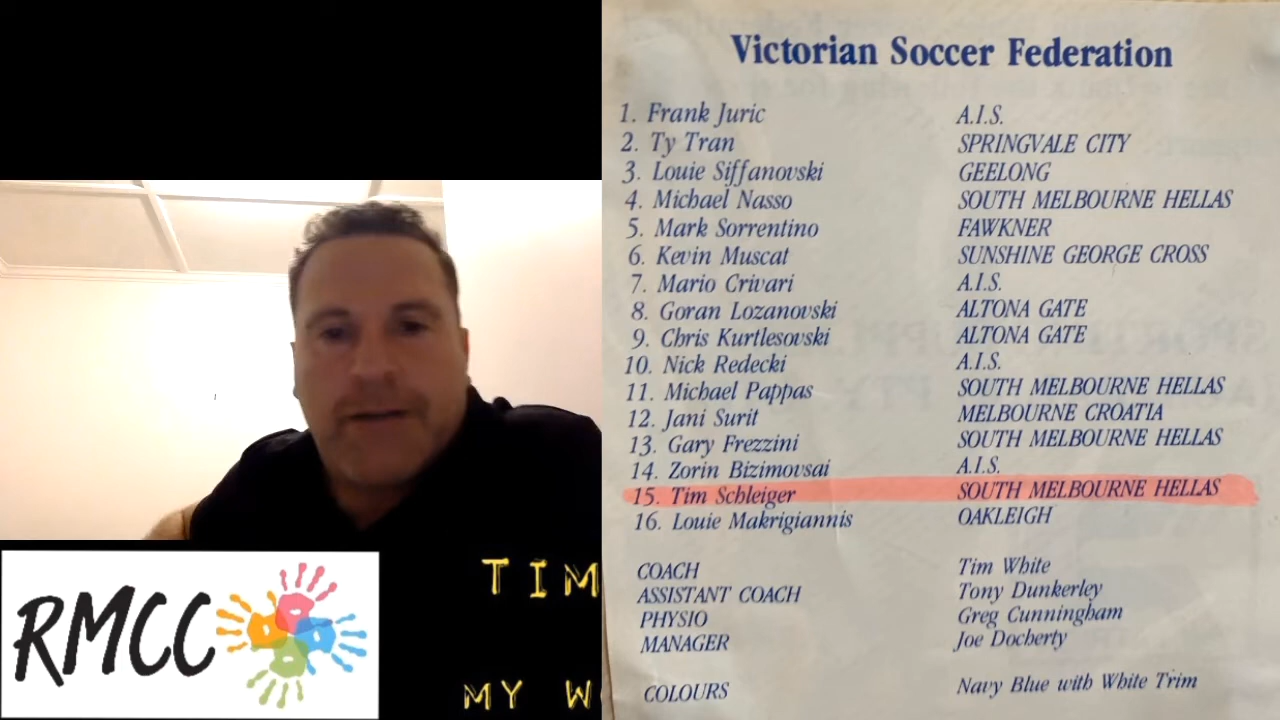 RMCC
TIM
MY W
Victorian Soccer Federation
1. Frank Juric A.I.S.
2. Ty Tran SPRINGVALE CITY
3. Louie Siffanovski GEELONG
4. Michael Nasso SOUTH MELBOURNE HELLAS
5. Mark Sorrentino FAWKNER
6. Kevin Muscat SUNSHINE GEORGE CROSS
7. Mario Crivari A.I.S.
8. Goran Lozanovski ALTONA GATE
9. Chris Kurtlesovski ALTONA GATE
10. Nick Redecki A.I.S.
11. Michael Pappas SOUTH MELBOURNE HELLAS
12. Jani Surit MELBOURNE CROATIA
13. Gary Frezzini SOUTH MELBOURNE HELLAS
14. Zorin Bizimovsai A.I.S.
15. Tim Schleiger SOUTH MELBOURNE HELLAS
16. Louie Makrigiannis OAKLEIGH
COACH Tim White
ASSISTANT COACH Tony Dunkerley
PHYSIO Greg Cunningham
MANAGER Joe Docherty
COLOURS Navy Blue with White Trim